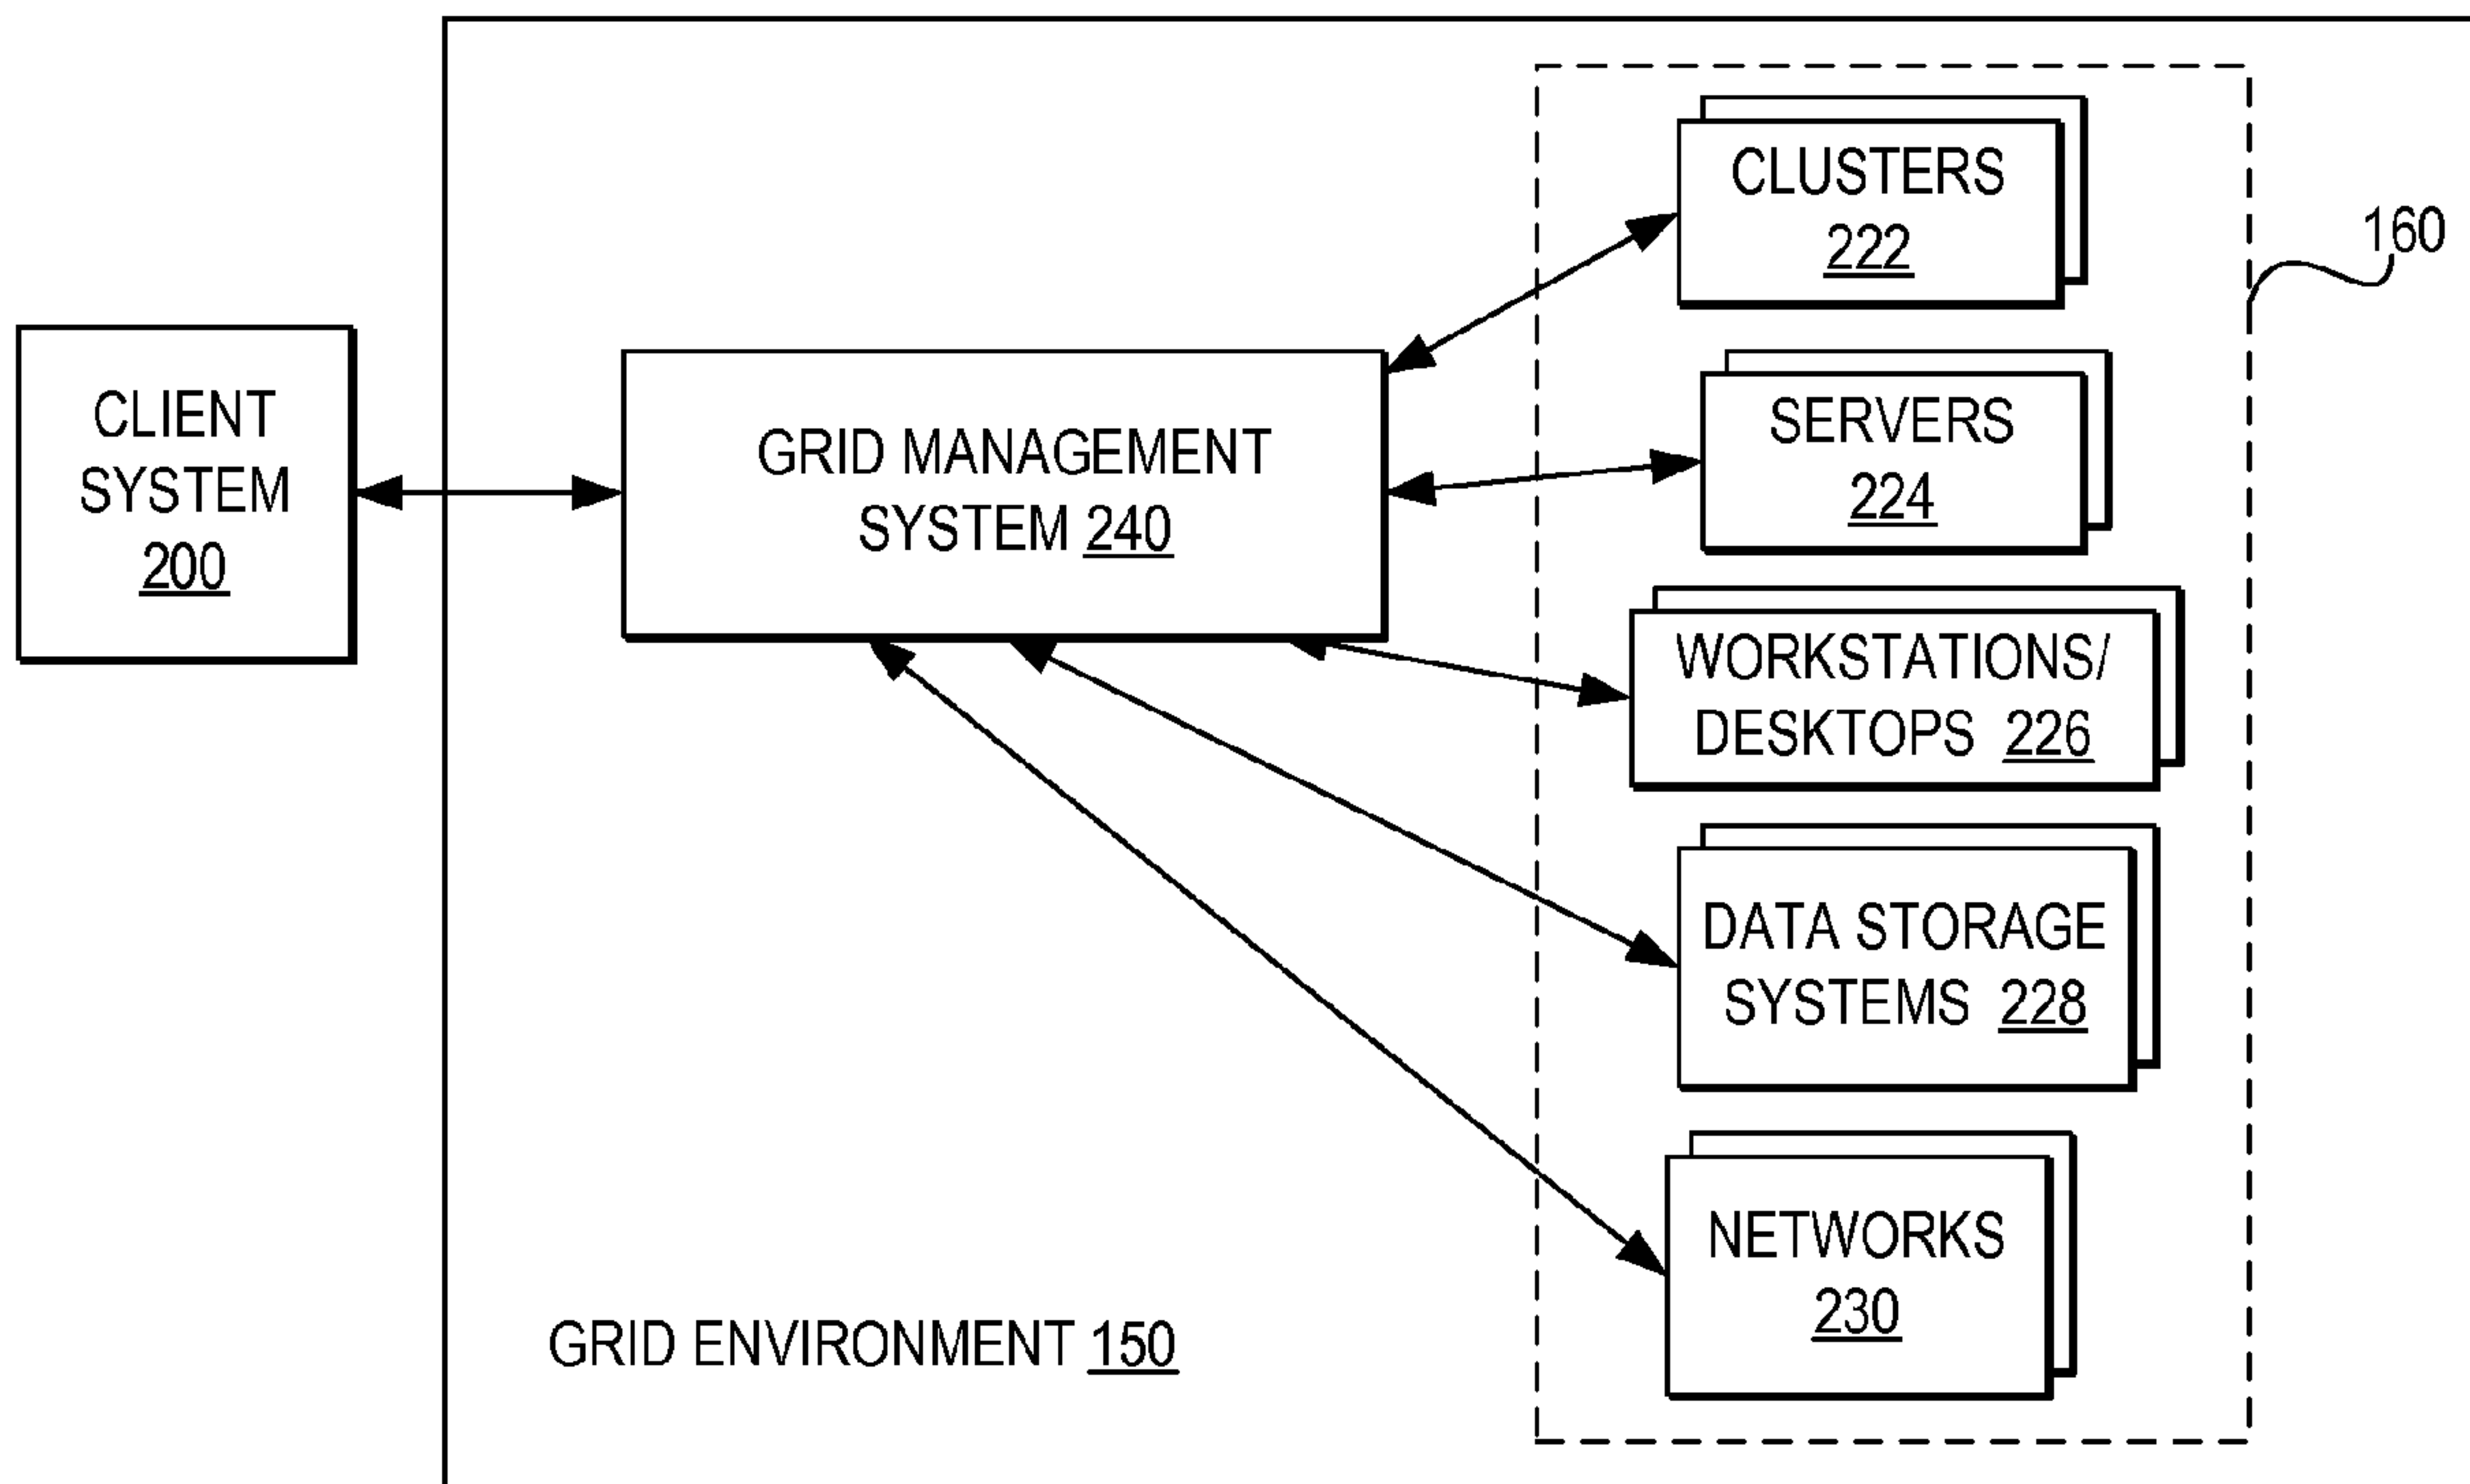 CLIENT
SYSTEM
200
GRID MANAGEMENT
SYSTEM 240
CLUSTERS
222
160
SERVERS
224
WORKSTATIONS/
DESKTOPS 226
DATA STORAGE
SYSTEMS 228
NETWORKS
230
GRID ENVIRONMENT 150